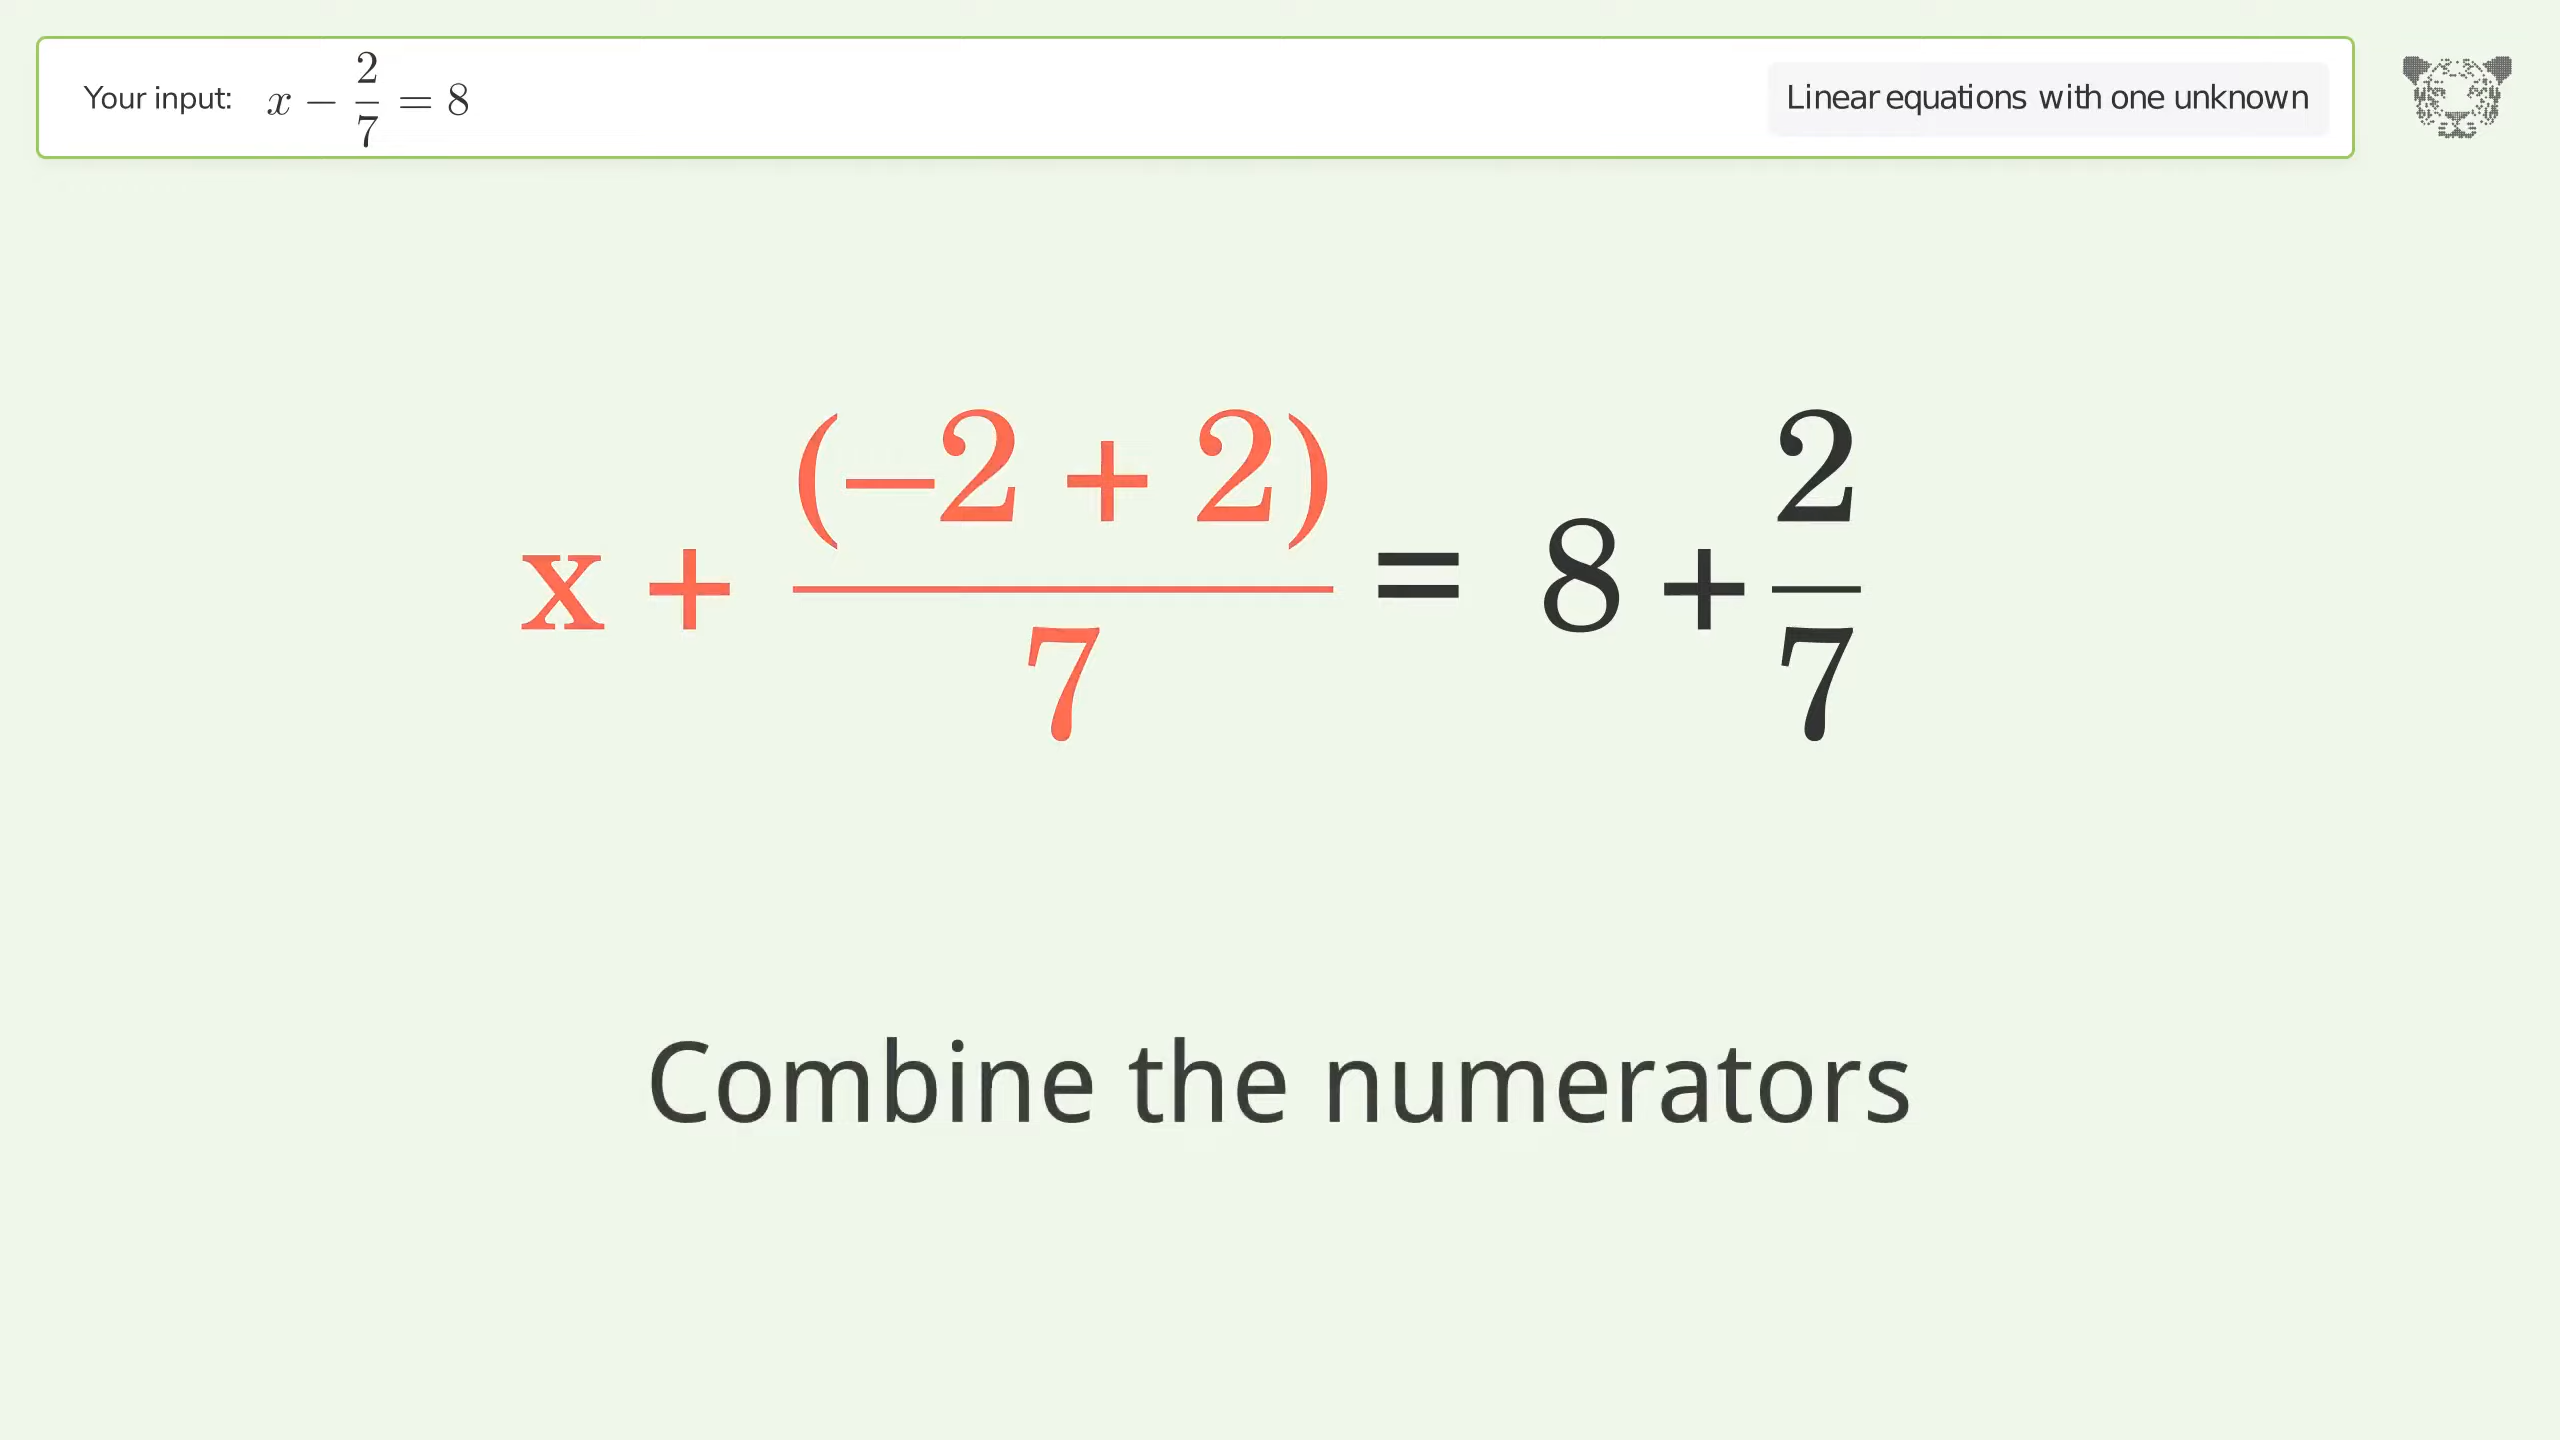 Your input: x - 2/7 = 8
Linear equations with one unknown
x + (-2 + 2)/7 = 8 + 2/7
Combine the numerators